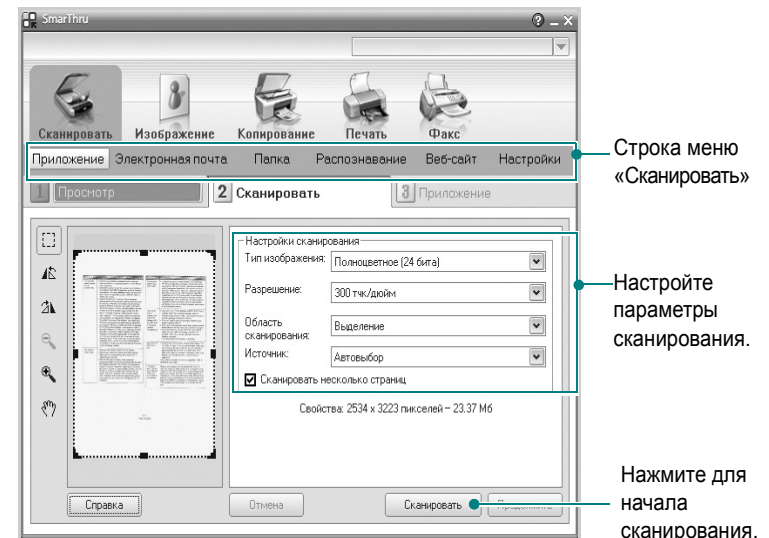 SmarThru
Сканировать Изображение Копирование Печать Факс
Приложение Электронная почта Папка Распознавание Веб-сайт Настройки
1 Просмотр 2 Сканировать 3 Приложение
Настройки сканирования
Тип изображения: Полноцветное (24 бита)
Разрешение: 300 тчк/дюйм
Область
сканирования: Выделение
Источник: Автовыбор
Сканировать несколько страниц
Свойства: 2534 x 3223 пикселей – 23.37 Мб
Справка Отмена Сканировать
Строка меню
«Сканировать»
Настройте
параметры
сканирования.
Нажмите для
начала
сканирования.